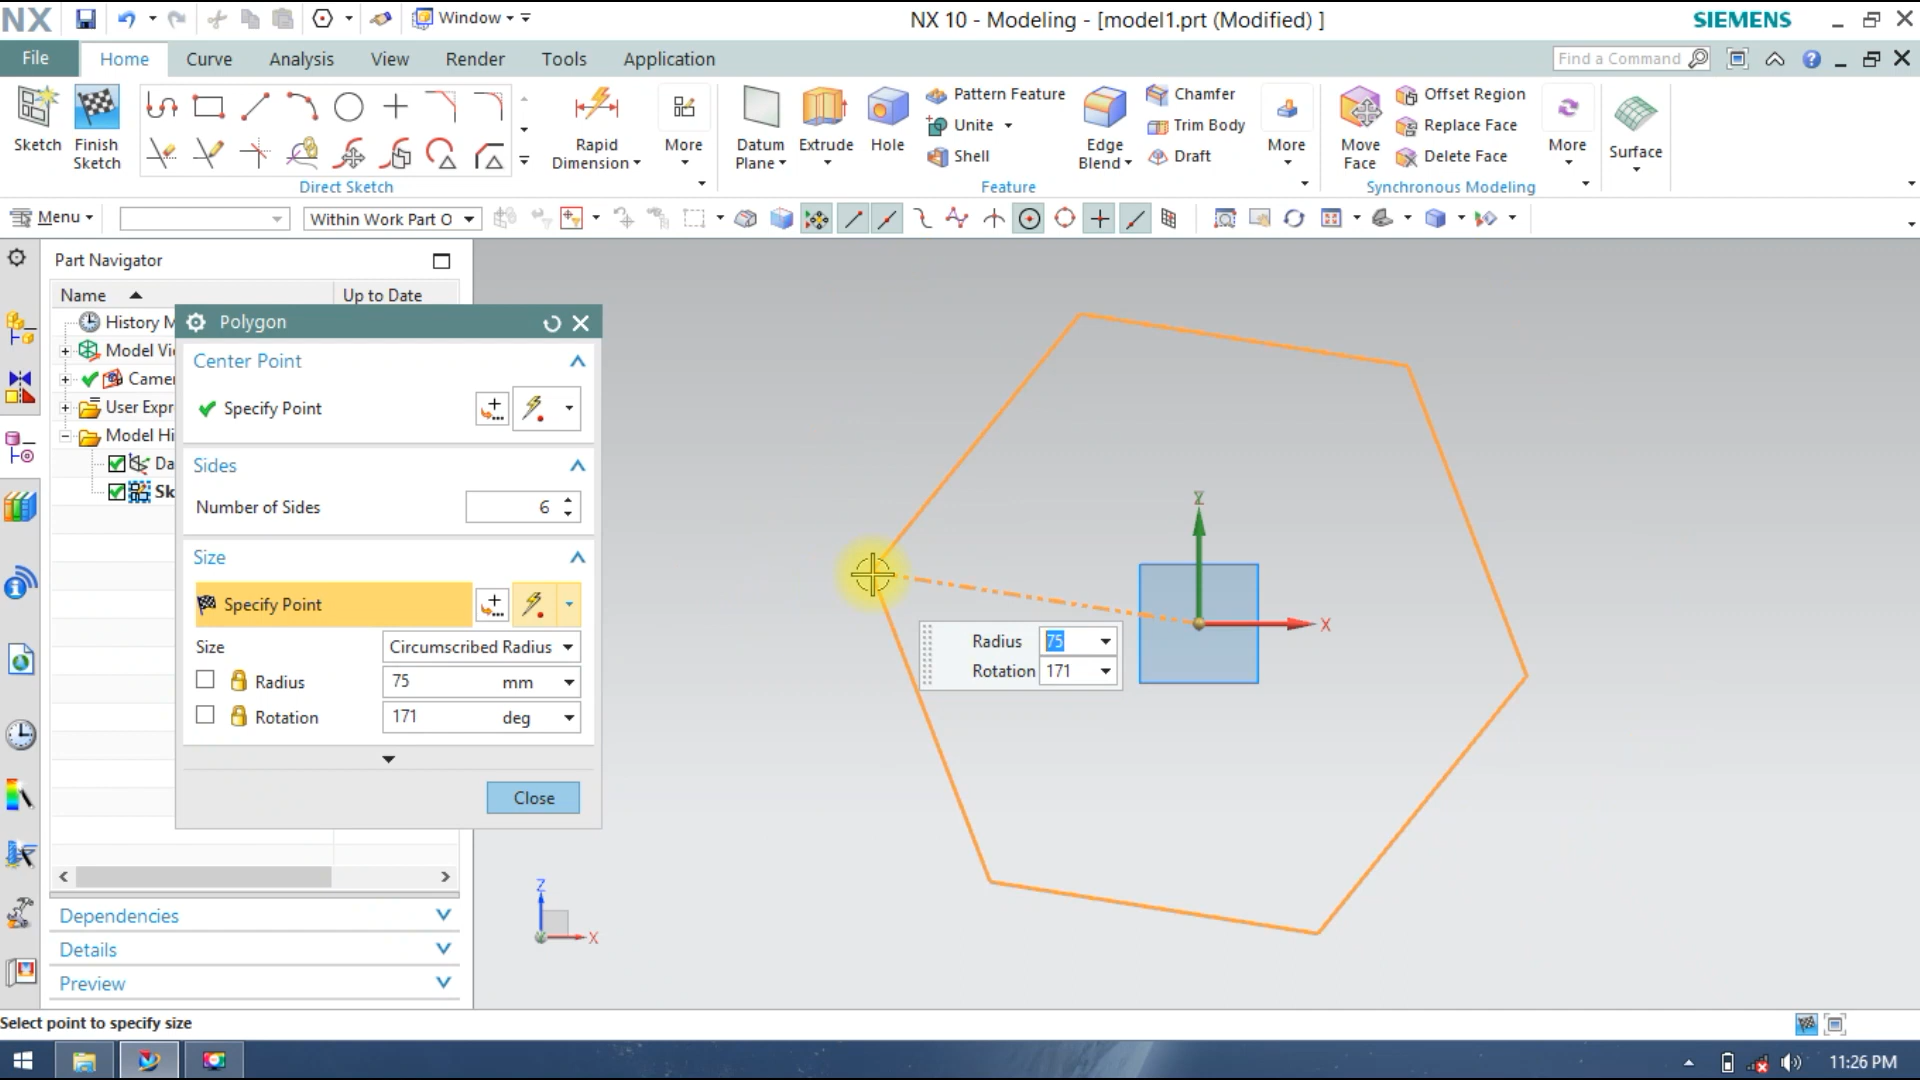 NX Window NX 10 - Modeling - [model1.prt (Modified) ] SIEMENS
File Home Curve Analysis View Render Tools Application Find a Command
Sketch Finish Sketch
Rapid Dimension
More
Datum Plane
Extrude
Hole
Pattern Feature
Unite
Shell
Edge Blend
Chamfer
Trim Body
Draft
More
Move Face
Offset Region
Replace Face
Delete Face
More
Surface
Direct Sketch Feature Synchronous Modeling
Menu Within Work Part O
Part Navigator
Name Up to Date
History M
Model Vi
Camer
User Expr
Model Hi
Da
Sk
Polygon
Center Point
Specify Point
Sides
Number of Sides 6
Size
Specify Point
Size Circumscribed Radius
Radius 75 mm
Rotation 171 deg
Close
Radius 75
Rotation 171
Y
X
Z
X
Dependencies
Details
Preview
Select point to specify size
11:26 PM